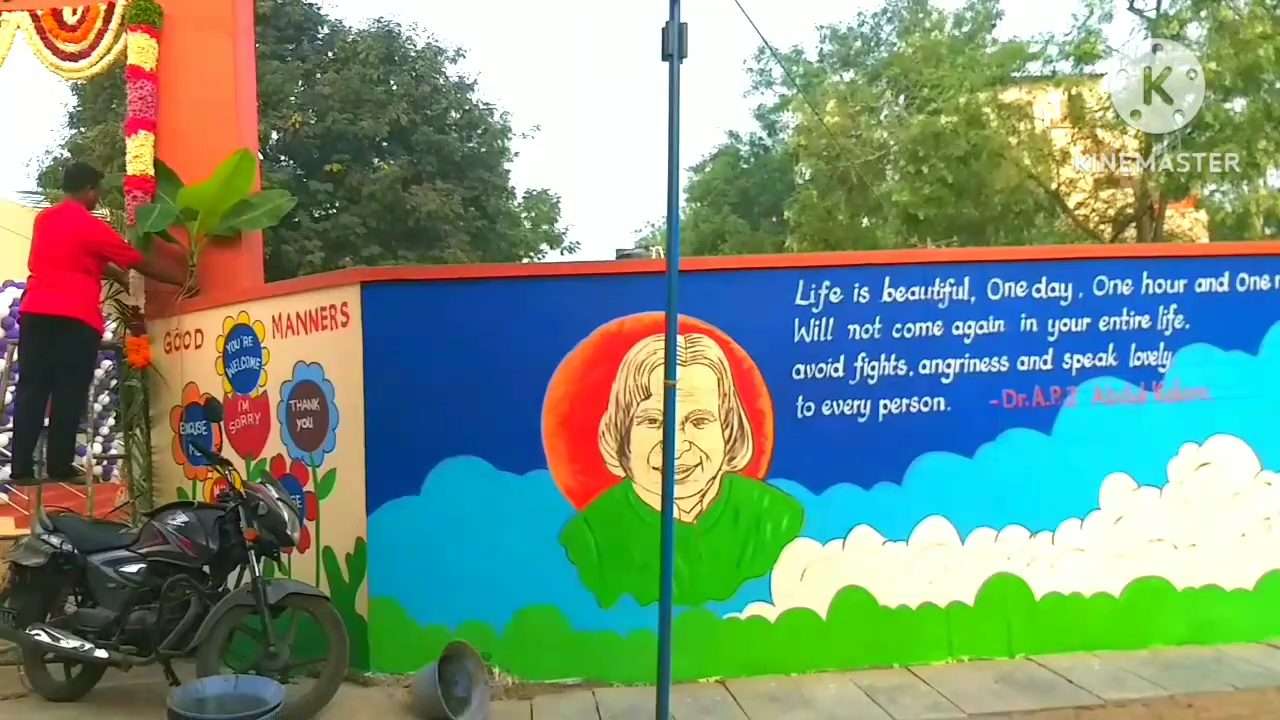 K
KINEMASTER
GOOD MANNERS
YOU'RE
WELCOME
I'M
SORRY
THANK
YOU
EXCUSE
Life is beautiful, One day, One hour and One
Will not come again in your entire life.
avoid fights, angriness and speak lovely
to every person. -Dr.A.P.J Abdul Kalam